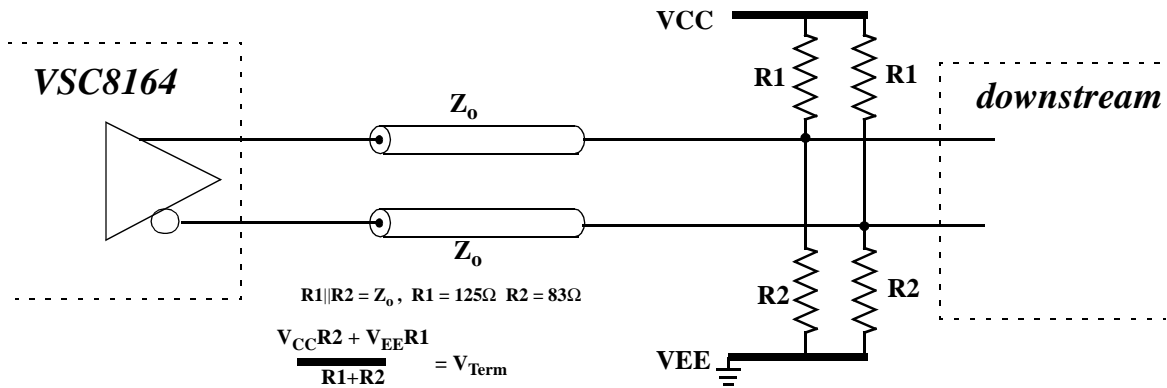 VCC
VSC8164
R1
R1
downstream
Zo
Zo
R1||R2 = Zo , R1 = 125Ω R2 = 83Ω
R2
R2
VCCR2 + VEER1
R1+R2
= VTerm
VEE